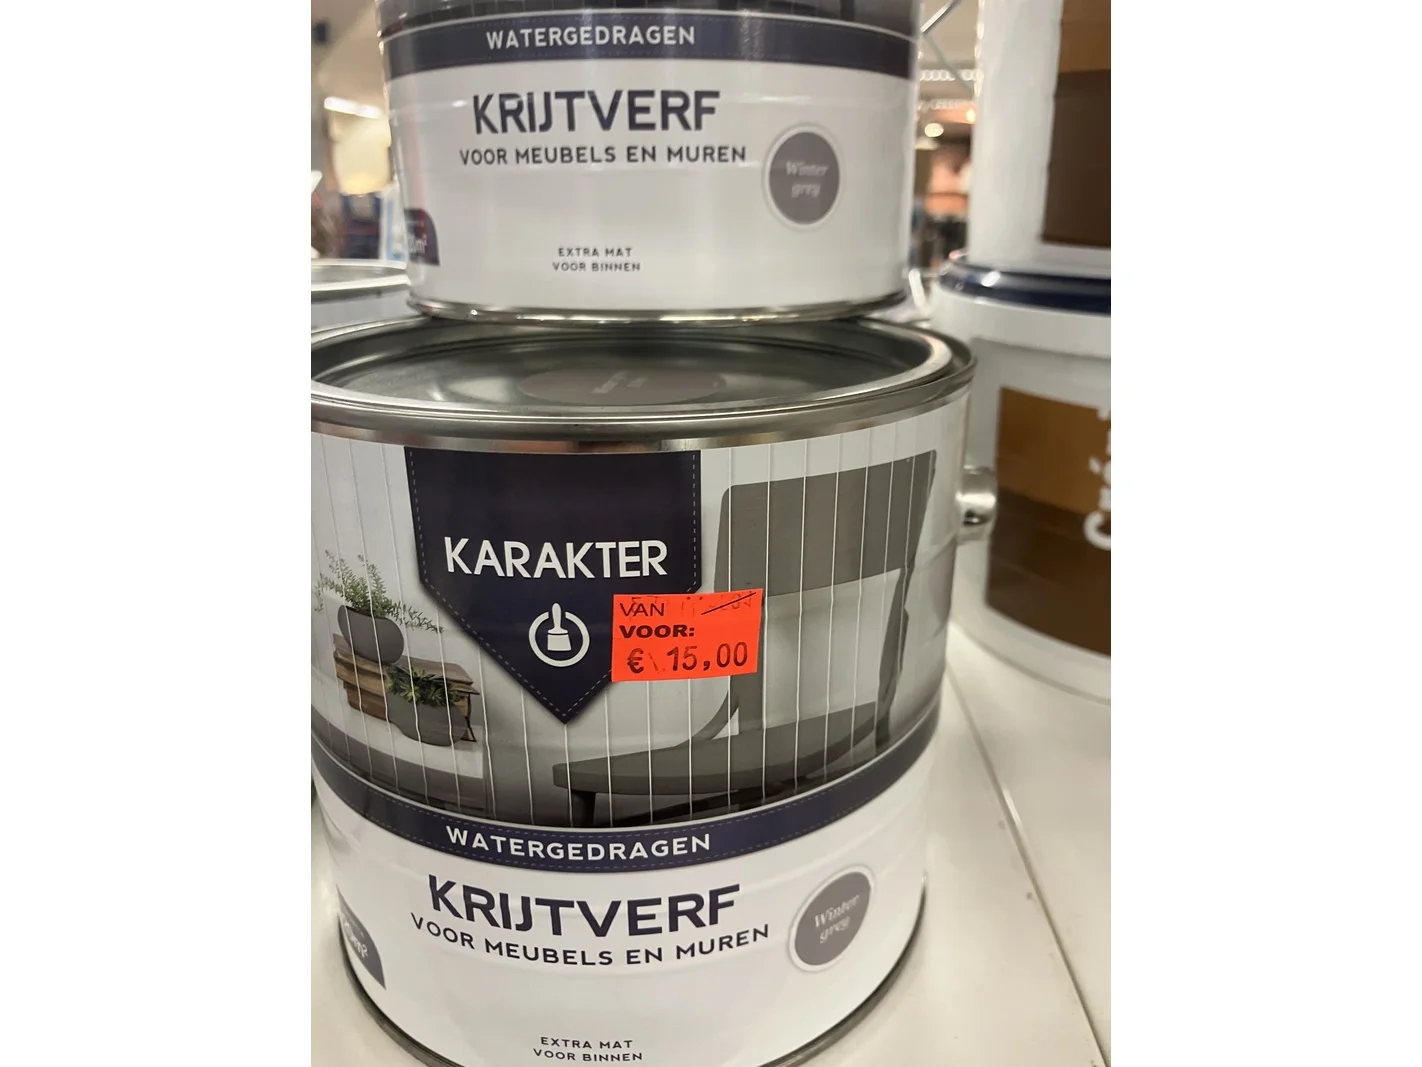 WATERGEDRAGEN
KRIJTVERF
VOOR MEUBELS EN MUREN
Winter
grey
EXTRA MAT
VOOR BINNEN
KARAKTER
VAN
VOOR:
€ 15,00
WATERGEDRAGEN
KRIJTVERF
VOOR MEUBELS EN MUREN
Winter
grey
EXTRA MAT
VOOR BINNEN